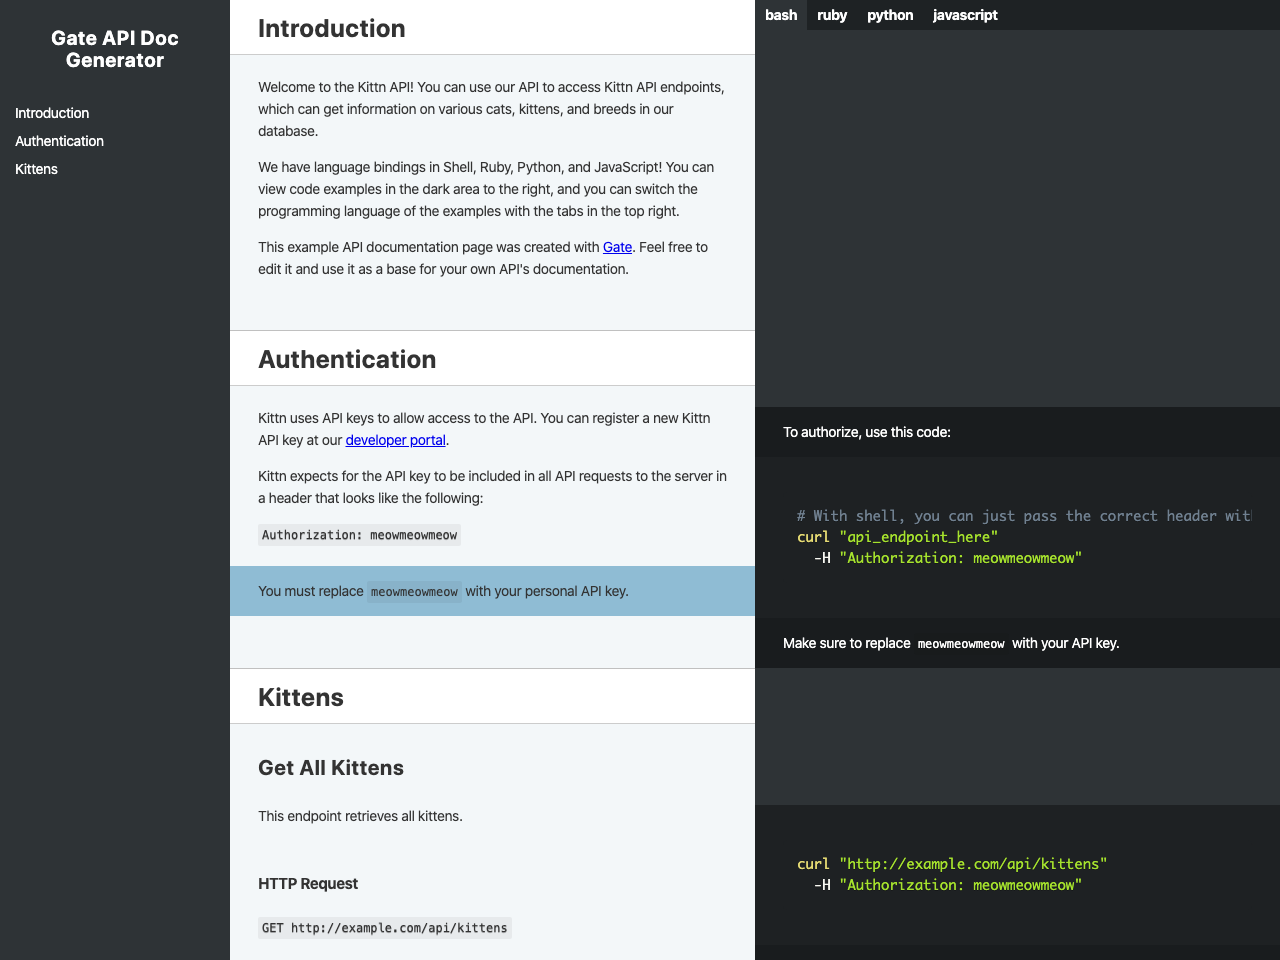 Gate API Doc
Generator
Introduction
Authentication
Kittens
Introduction
Welcome to the Kittn API! You can use our API to access Kittn API endpoints,
which can get information on various cats, kittens, and breeds in our
database.
We have language bindings in Shell, Ruby, Python, and JavaScript! You can
view code examples in the dark area to the right, and you can switch the
programming language of the examples with the tabs in the top right.
This example API documentation page was created with Gate. Feel free to
edit it and use it as a base for your own API's documentation.
Authentication
Kittn uses API keys to allow access to the API. You can register a new Kittn
API key at our developer portal.
Kittn expects for the API key to be included in all API requests to the server in
a header that looks like the following:
Authorization: meowmeowmeow
You must replace meowmeowmeow with your personal API key.
Kittens
Get All Kittens
This endpoint retrieves all kittens.
HTTP Request
GET http://example.com/api/kittens
bash ruby python javascript
To authorize, use this code:
# With shell, you can just pass the correct header
curl "api_endpoint_here"
-H "Authorization: meowmeowmeow"
Make sure to replace meowmeowmeow with your API key.
curl "http://example.com/api/kittens"
-H "Authorization: meowmeowmeow"